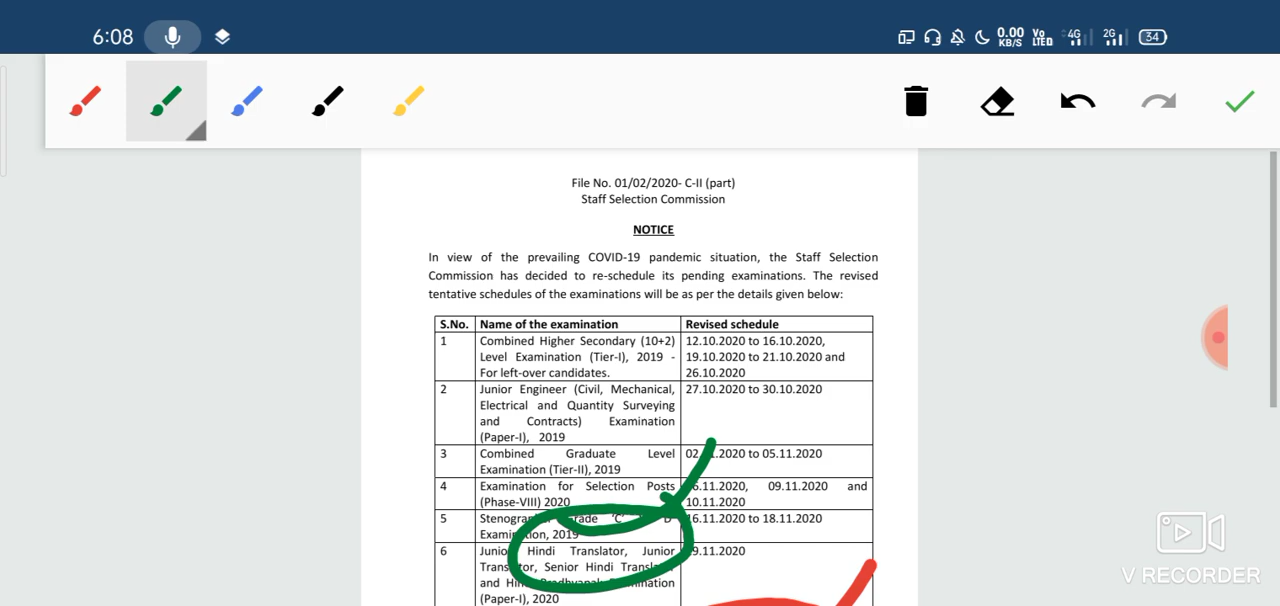 6:08
0.00
KB/S
Vo
LTED
4G
2G
34
File No. 01/02/2020- C-II (part)
Staff Selection Commission
NOTICE
In view of the prevailing COVID-19 pandemic situation, the Staff Selection
Commission has decided to re-schedule its pending examinations. The revised
tentative schedules of the examinations will be as per the details given below:
S.No. Name of the examination Revised schedule
1 Combined Higher Secondary (10+2) 12.10.2020 to 16.10.2020,
Level Examination (Tier-I), 2019 - 19.10.2020 to 21.10.2020 and
For left-over candidates. 26.10.2020
2 Junior Engineer (Civil, Mechanical, 27.10.2020 to 30.10.2020
Electrical and Quantity Surveying
and Contracts) Examination
(Paper-I), 2019
3 Combined Graduate Level to 05.11.2020
Examination (Tier-II), 2019
4 Examination for Selection Posts 09.11.2020 and
(Phase-VIII) 2020 10.11.2020
5 'C' 'D' 16.11.2020 to 18.11.2020
2019
6 Hindi Translator, Junior
Senior Hindi
and
(Paper-I), 2020
V RECORDER